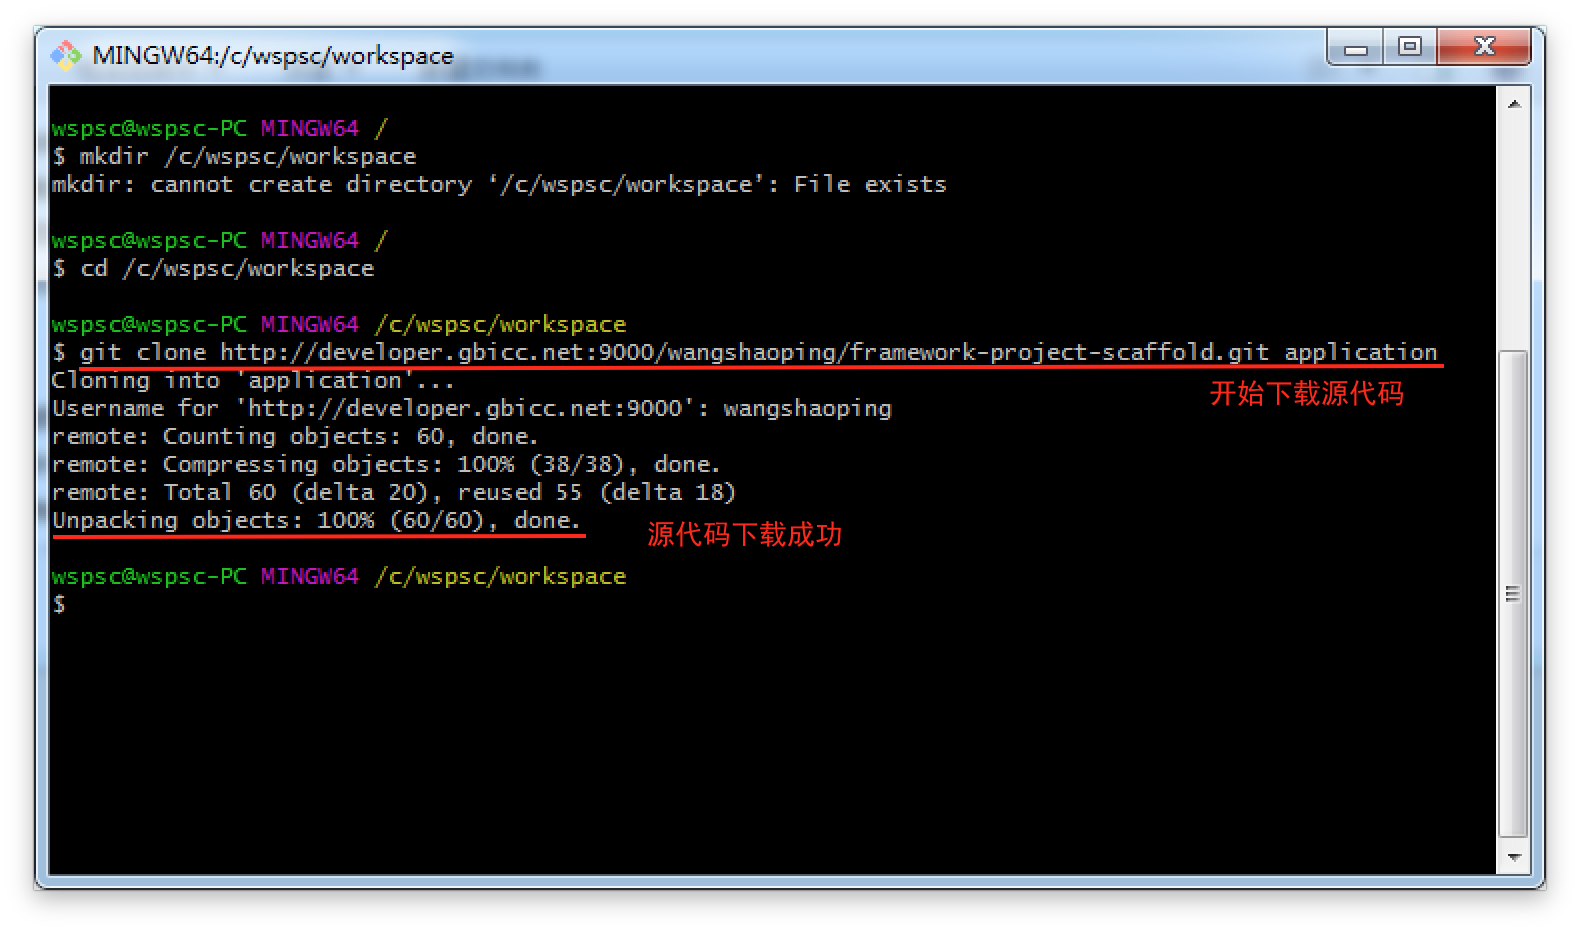 MINGW64:/c/wspsc/workspace
wspsc@wspsc-PC MINGW64 /
$ mkdir /c/wspsc/workspace
mkdir: cannot create directory ‘/c/wspsc/workspace’: File exists
wspsc@wspsc-PC MINGW64 /
$ cd /c/wspsc/workspace
wspsc@wspsc-PC MINGW64 /c/wspsc/workspace
$ git clone http://developer.gbicc.net:9000/wangshaoping/framework-project-scaffold.git application
Cloning into 'application'...
开始下载源代码
Username for 'http://developer.gbicc.net:9000': wangshaoping
remote: Counting objects: 60, done.
remote: Compressing objects: 100% (38/38), done.
remote: Total 60 (delta 20), reused 55 (delta 18)
Unpacking objects: 100% (60/60), done.
源代码下载成功
wspsc@wspsc-PC MINGW64 /c/wspsc/workspace
$